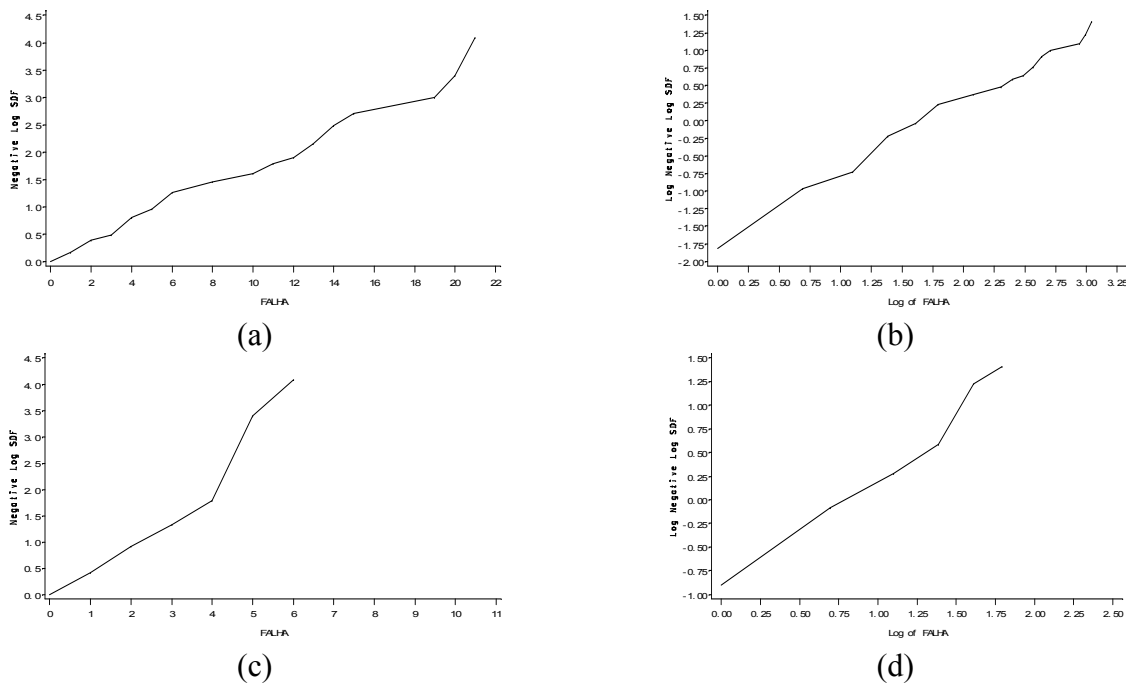 4.5
4.0
3.5
3.0
2.5
2.0
1.5
1.0
0.5
0.0
Negative Log SDF
0 2 4 6 8 10 12 14 16 18 20 22
FALHA
(a)
1.50
1.25
1.00
0.75
0.50
0.25
0.00
-0.25
-0.50
-0.75
-1.00
-1.25
-1.50
-1.75
-2.00
Log Negative Log SDF
0.00 0.25 0.50 0.75 1.00 1.25 1.50 1.75 2.00 2.25 2.50 2.75 3.00 3.25
Log of FALHA
(b)
4.5
4.0
3.5
3.0
2.5
2.0
1.5
1.0
0.5
0.0
Negative Log SDF
0 1 2 3 4 5 6 7 8 9 10 11
FALHA
(c)
1.50
1.25
1.00
0.75
0.50
0.25
0.00
-0.25
-0.50
-0.75
-1.00
Log Negative Log SDF
0.00 0.25 0.50 0.75 1.00 1.25 1.50 1.75 2.00 2.25 2.50
Log of FALHA
(d)